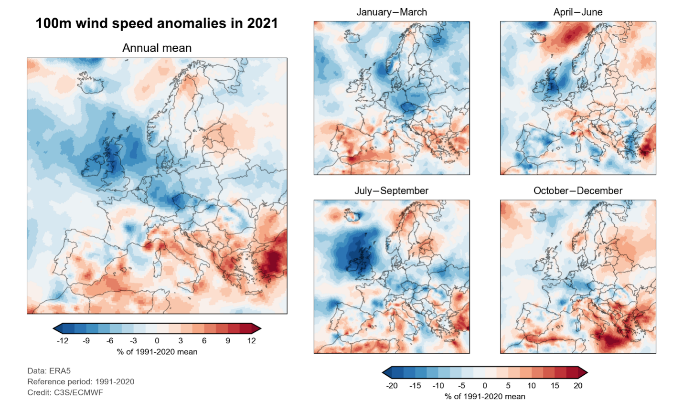 100m wind speed anomalies in 2021
Annual mean
-12 -9 -6 -3 0 3 6 9 12
% of 1991-2020 mean
Data: ERA5
Reference period: 1991-2020
Credit: C3S/ECMWF
January−March
April−June
July−September
October−December
-20 -15 -10 -5 0 5 10 15 20
% of 1991-2020 mean